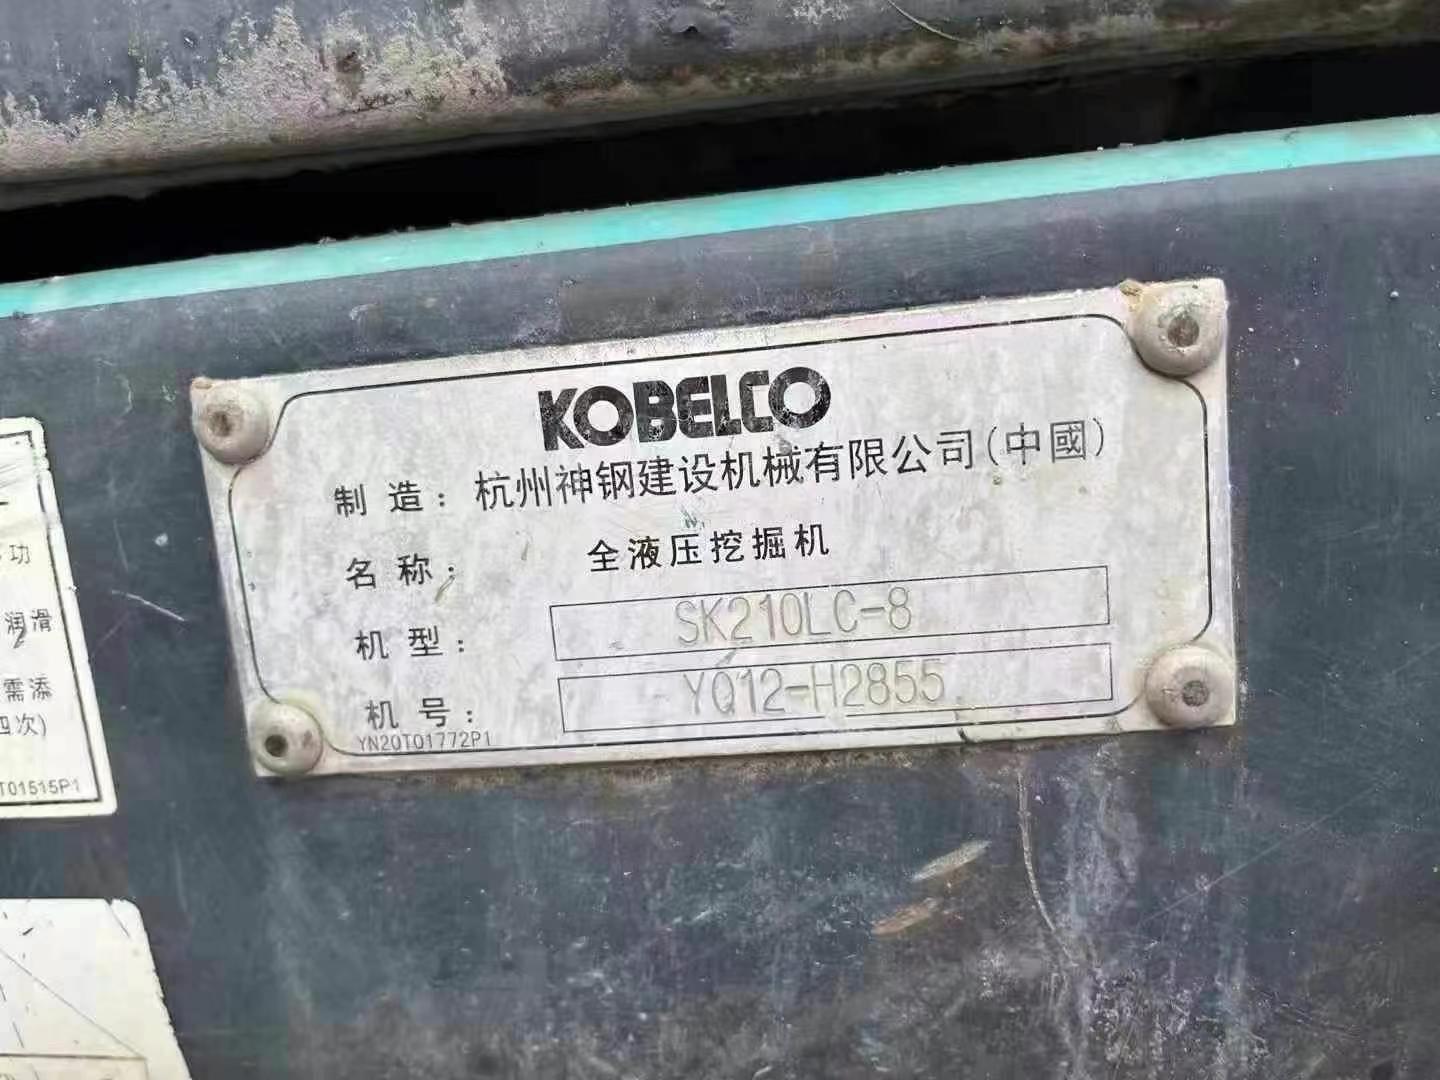 KOBELCO
制造：杭州神钢建设机械有限公司(中國)
名称：全液压挖掘机
机型：SK210LC-8
机号：YQ12-H2855
YN20T01772P1
功
润滑
需添
四次)
T01515P1